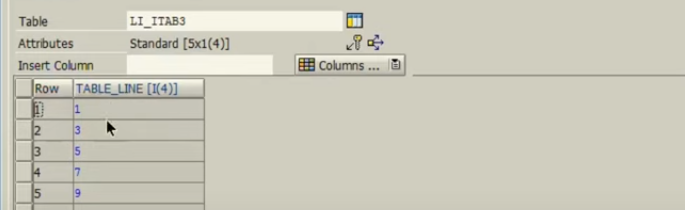 Table LI_ITAB3
Attributes Standard [5x1(4)]
Insert Column Columns ...
Row TABLE_LINE [I(4)]
1 1
2 3
3 5
4 7
5 9